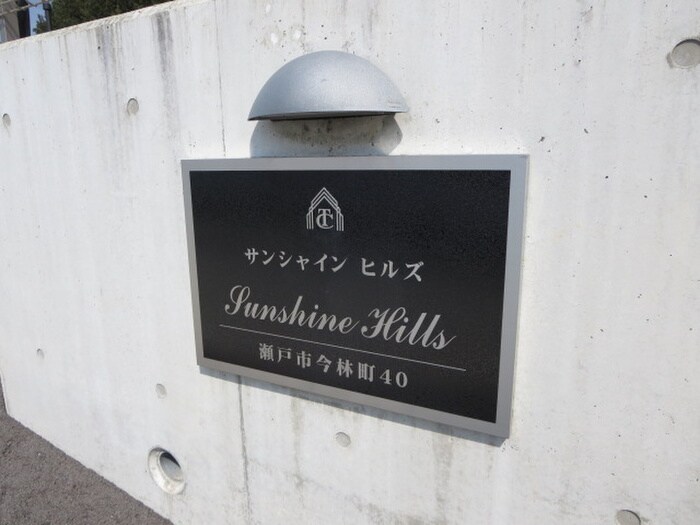 TC
サンシャイン ヒルズ
Sunshine Hills
瀬戸市今林町40